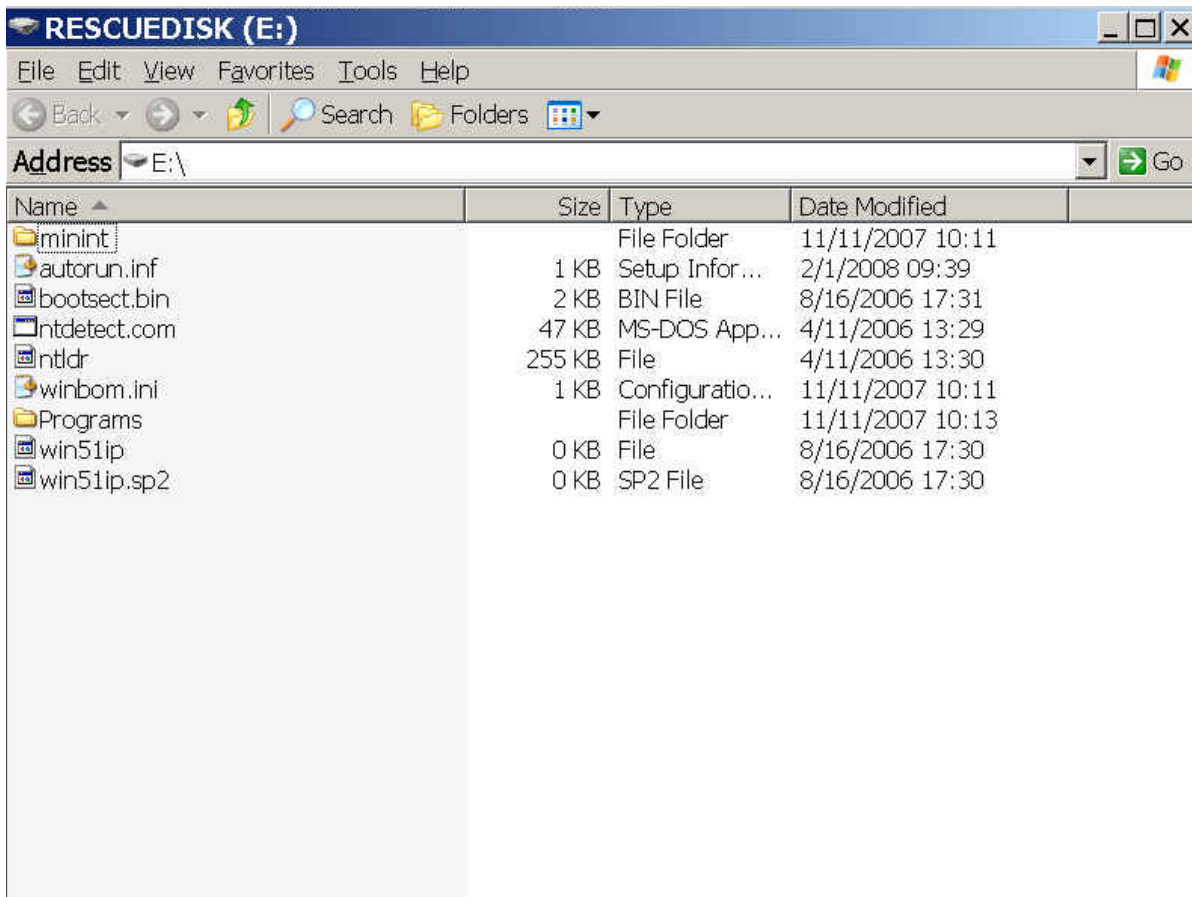 RESCUEDISK (E:)
File Edit View Favorites Tools Help
Back Search Folders
Address E:\ Go
Name Size Type Date Modified
minint File Folder 11/11/2007 10:11
autorun.inf 1 KB Setup Infor... 2/1/2008 09:39
bootsect.bin 2 KB BIN File 8/16/2006 17:31
ntdetect.com 47 KB MS-DOS App... 4/11/2006 13:29
ntldr 255 KB File 4/11/2006 13:30
winbom.ini 1 KB Configuratio... 11/11/2007 10:11
Programs File Folder 11/11/2007 10:13
win51ip 0 KB File 8/16/2006 17:30
win51ip.sp2 0 KB SP2 File 8/16/2006 17:30